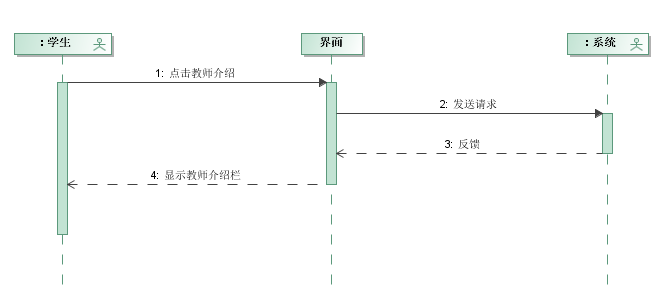 ：学生
界面
：系统
1: 点击教师介绍
2: 发送请求
3: 反馈
4: 显示教师介绍栏